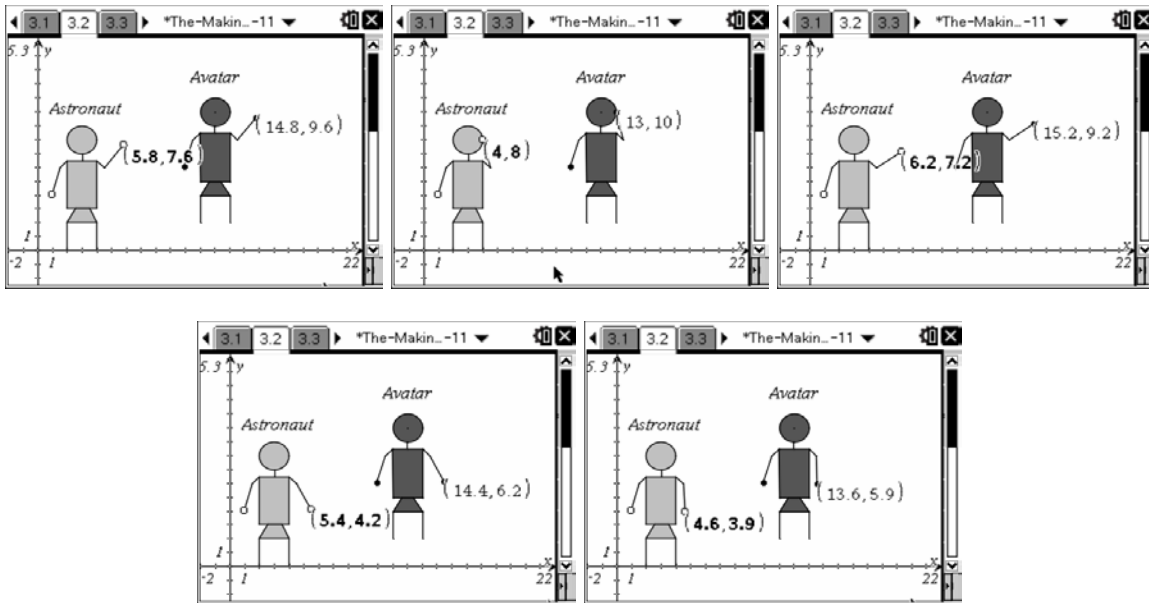 3.1 3.2 3.3 *The-Makin...-11
5.3 y
Avatar
Astronaut
(14.8, 9.6)
(5.8, 7.6)
1
x
-2 1 22
3.1 3.2 3.3 *The-Makin...-11
5.3 y
Avatar
Astronaut
(13, 10)
(4, 8)
1
x
-2 1 22
3.1 3.2 3.3 *The-Makin...-11
5.3 y
Avatar
Astronaut
(15.2, 9.2)
(6.2, 7.2)
1
x
-2 1 22
3.1 3.2 3.3 *The-Makin...-11
5.3 y
Avatar
Astronaut
(14.4, 6.2)
(5.4, 4.2)
1
x
-2 1 22
3.1 3.2 3.3 *The-Makin...-11
5.3 y
Avatar
Astronaut
(13.6, 5.9)
(4.6, 3.9)
1
x
-2 1 22